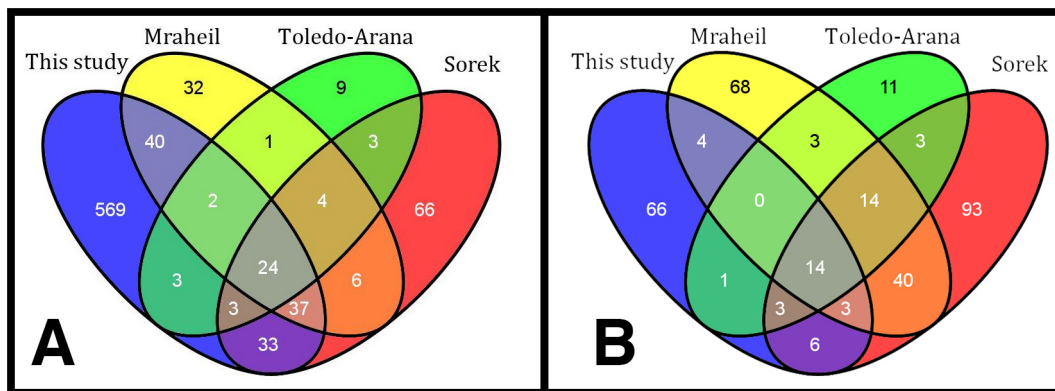 Mraheil Toledo-Arana
This study Sorek
32 9
40 1 3
569 2 4 66
24
3 6
3 37
33
A
Mraheil Toledo-Arana
This study Sorek
68 11
4 3 3
66 0 14 93
14
1 40
3 3
6
B